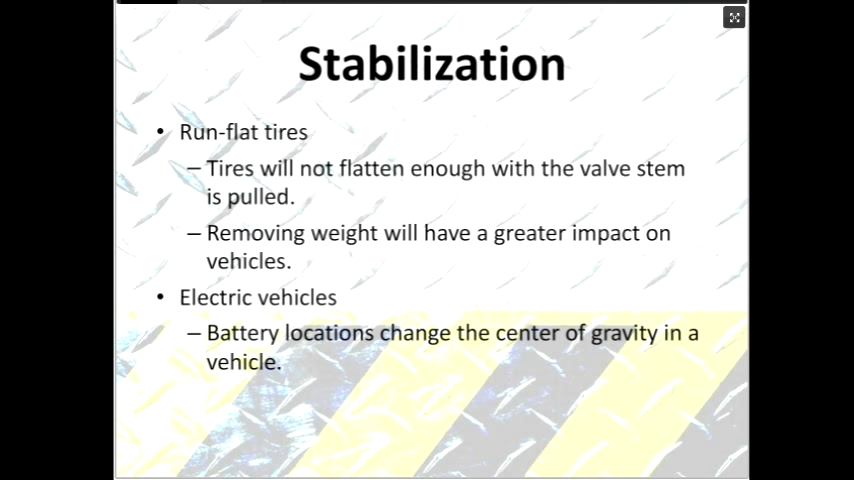 Stabilization
• Run-flat tires
– Tires will not flatten enough with the valve stem
is pulled.
– Removing weight will have a greater impact on
vehicles.
• Electric vehicles
– Battery locations change the center of gravity in a
vehicle.